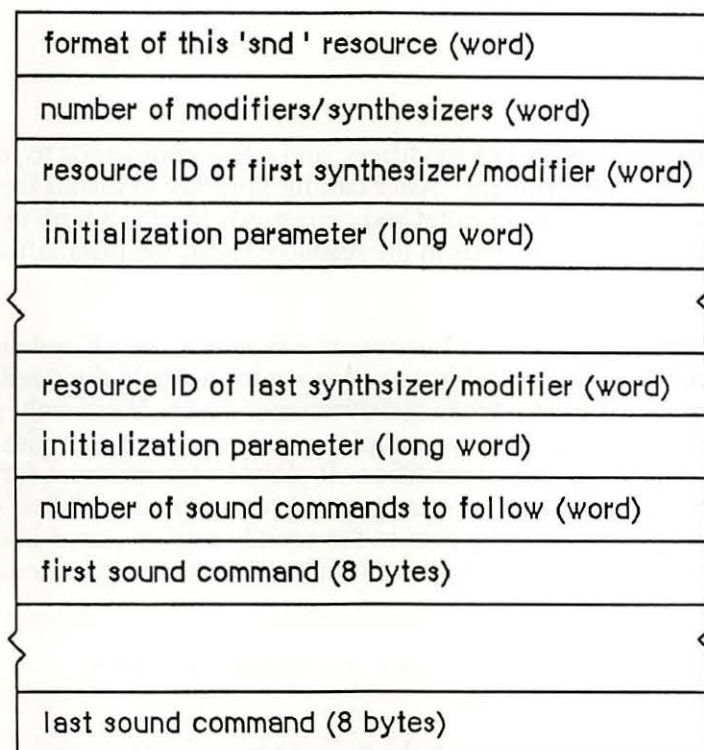 format of this 'snd ' resource (word)
number of modifiers/synthesizers (word)
resource ID of first synthesizer/modifier (word)
initialization parameter (long word)
resource ID of last synthsizer/modifier (word)
initialization parameter (long word)
number of sound commands to follow (word)
first sound command (8 bytes)
last sound command (8 bytes)